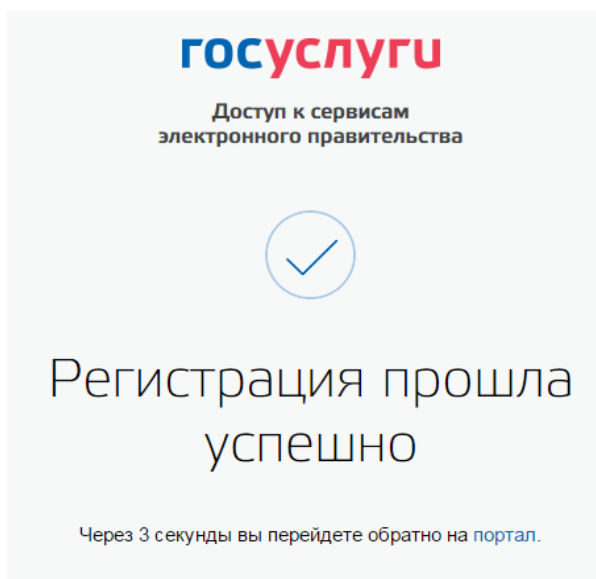 госуслуги
Доступ к сервисам
электронного правительства
Регистрация прошла
успешно
Через 3 секунды вы перейдете обратно на портал.